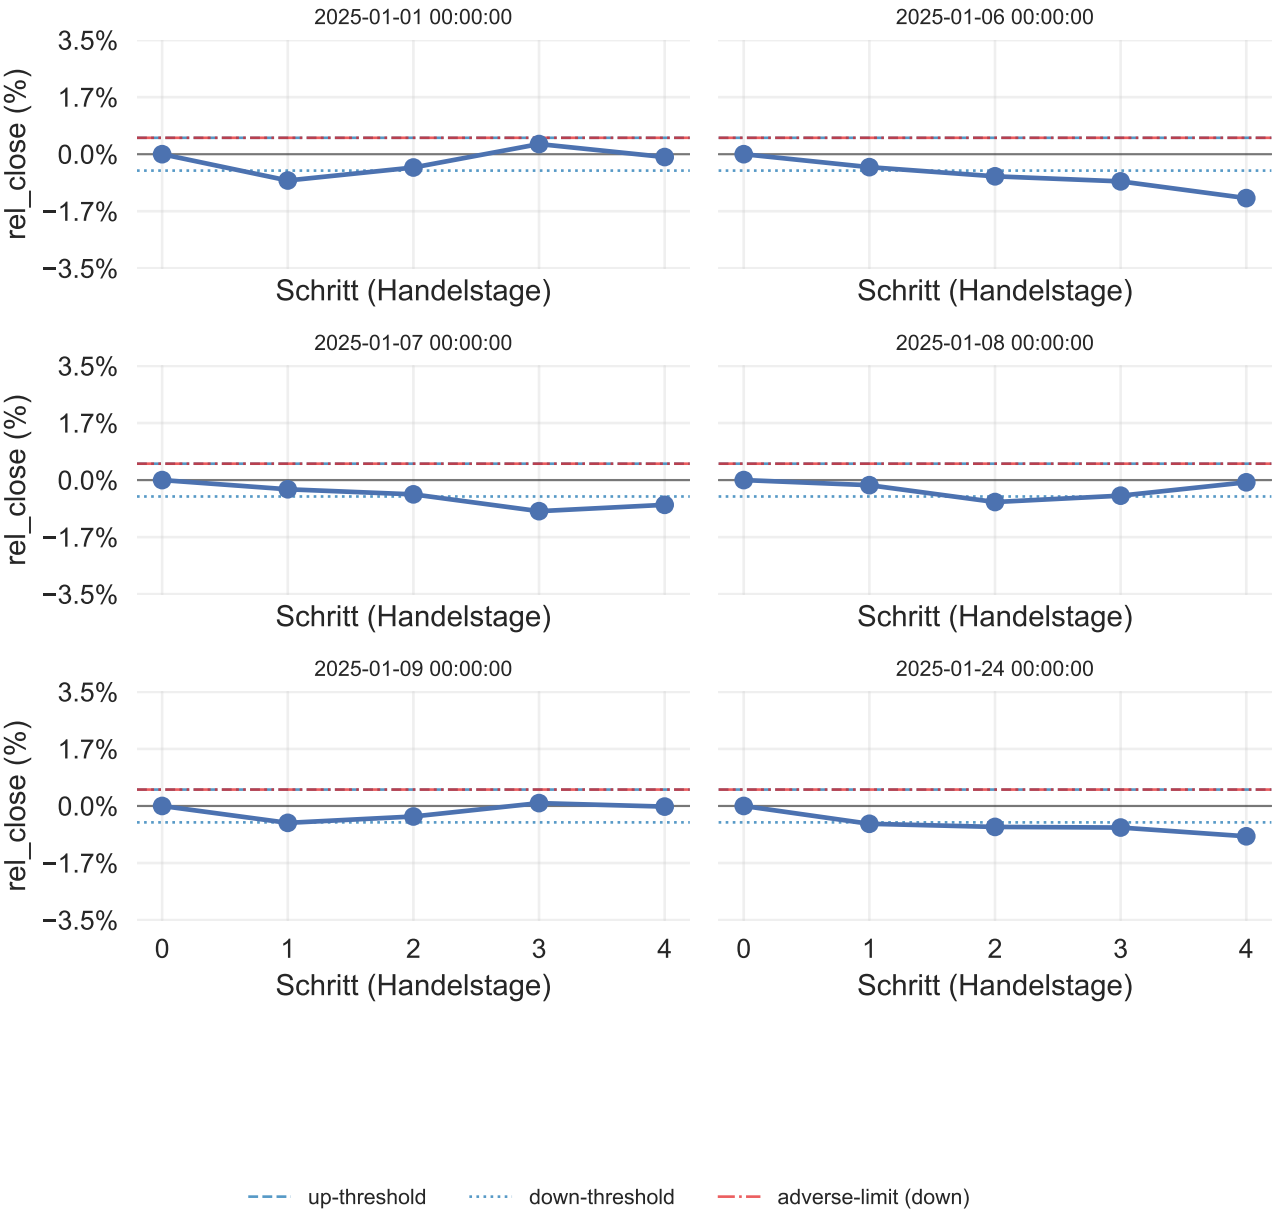 2025-01-01 00:00:00
2025-01-06 00:00:00
rel_close (%)
3.5%
1.7%
0.0%
−1.7%
−3.5%
Schritt (Handelstage)
Schritt (Handelstage)
2025-01-07 00:00:00
2025-01-08 00:00:00
rel_close (%)
3.5%
1.7%
0.0%
−1.7%
−3.5%
Schritt (Handelstage)
Schritt (Handelstage)
2025-01-09 00:00:00
2025-01-24 00:00:00
rel_close (%)
3.5%
1.7%
0.0%
−1.7%
−3.5%
0 1 2 3 4
0 1 2 3 4
Schritt (Handelstage)
Schritt (Handelstage)
up-threshold
down-threshold
adverse-limit (down)